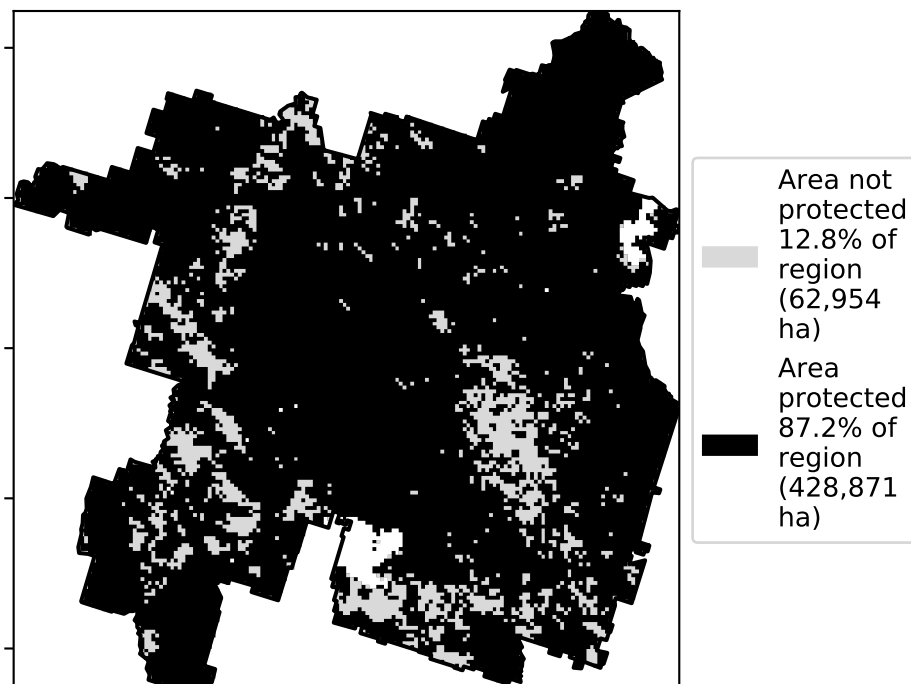 Area not
protected
12.8% of
region
(62,954
ha)
Area
protected
87.2% of
region
(428,871
ha)